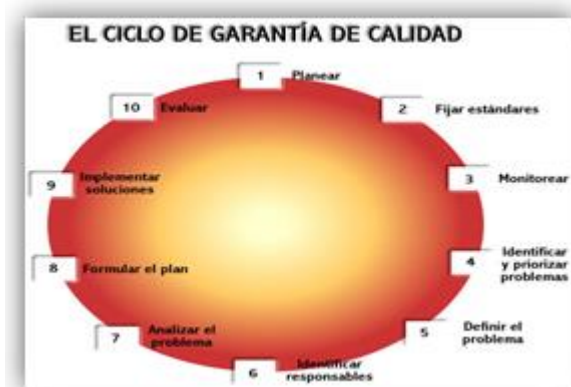 EL CICLO DE GARANTÍA DE CALIDAD
1 Planear
2 Fijar estándares
3 Monitorear
4 Identificar
y priorizar
problemas
5 Definir el
problema
6 Identificar
responsables
7 Analizar el
problema
8 Formular el plan
9 Implementar
soluciones
10 Evaluar